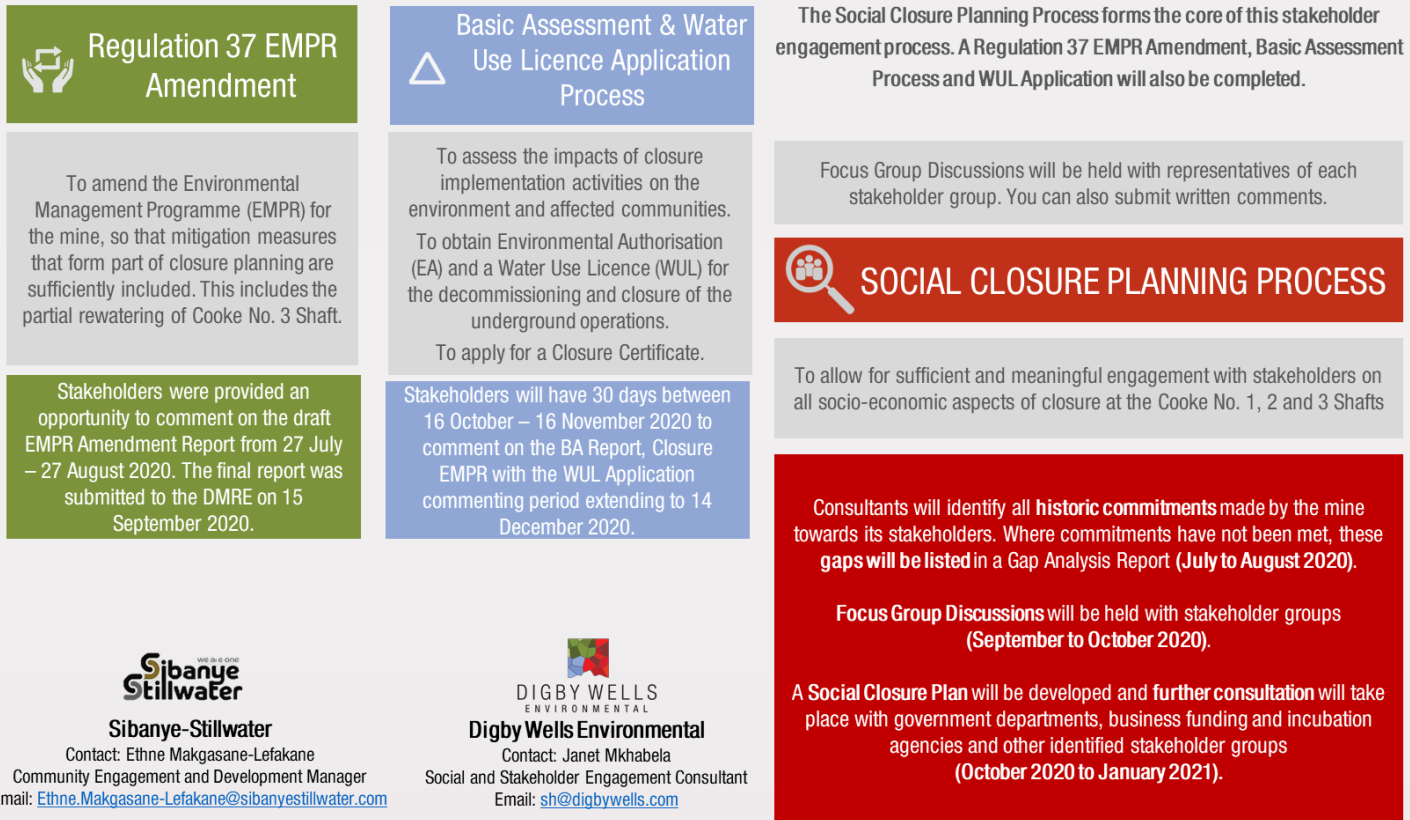 Regulation 37 EMPR
Amendment
To amend the Environmental
Management Programme (EMPR) for
the mine, so that mitigation measures
that form part of closure planning are
sufficiently included. This includes the
partial rewatering of Cooke No. 3 Shaft.
Stakeholders were provided an
opportunity to comment on the draft
EMPR Amendment Report from 27 July
– 27 August 2020. The final report was
submitted to the DMRE on 15
September 2020.
Basic Assessment & Water
Use Licence Application
Process
To assess the impacts of closure
implementation activities on the
environment and affected communities.
To obtain Environmental Authorisation
(EA) and a Water Use Licence (WUL) for
the decommissioning and closure of the
underground operations.
To apply for a Closure Certificate.
Stakeholders will have 30 days between
16 October – 16 November 2020 to
comment on the BA Report, Closure
EMPR with the WUL Application
commenting period extending to 14
December 2020.
The Social Closure Planning Process forms the core of this stakeholder
engagement process. A Regulation 37 EMPR Amendment, Basic Assessment
Process and WUL Application will also be completed.
Focus Group Discussions will be held with representatives of each
stakeholder group. You can also submit written comments.
SOCIAL CLOSURE PLANNING PROCESS
To allow for sufficient and meaningful engagement with stakeholders on
all socio-economic aspects of closure at the Cooke No. 1, 2 and 3 Shafts
Consultants will identify all historic commitments made by the mine
towards its stakeholders. Where commitments have not been met, these
gaps will be listed in a Gap Analysis Report (July to August 2020).
Focus Group Discussions will be held with stakeholder groups
(September to October 2020).
A Social Closure Plan will be developed and further consultation will take
place with government departments, business funding and incubation
agencies and other identified stakeholder groups
(October 2020 to January 2021).
we are one
Sibanye
Stillwater
Sibanye-Stillwater
Contact: Ethne Makgasane-Lefakane
Community Engagement and Development Manager
mail: Ethne.Makgasane-Lefakane@sibanyestillwater.com
DIGBY WELLS
ENVIRONMENTAL
Digby Wells Environmental
Contact: Janet Mkhabela
Social and Stakeholder Engagement Consultant
Email: sh@digbywells.com